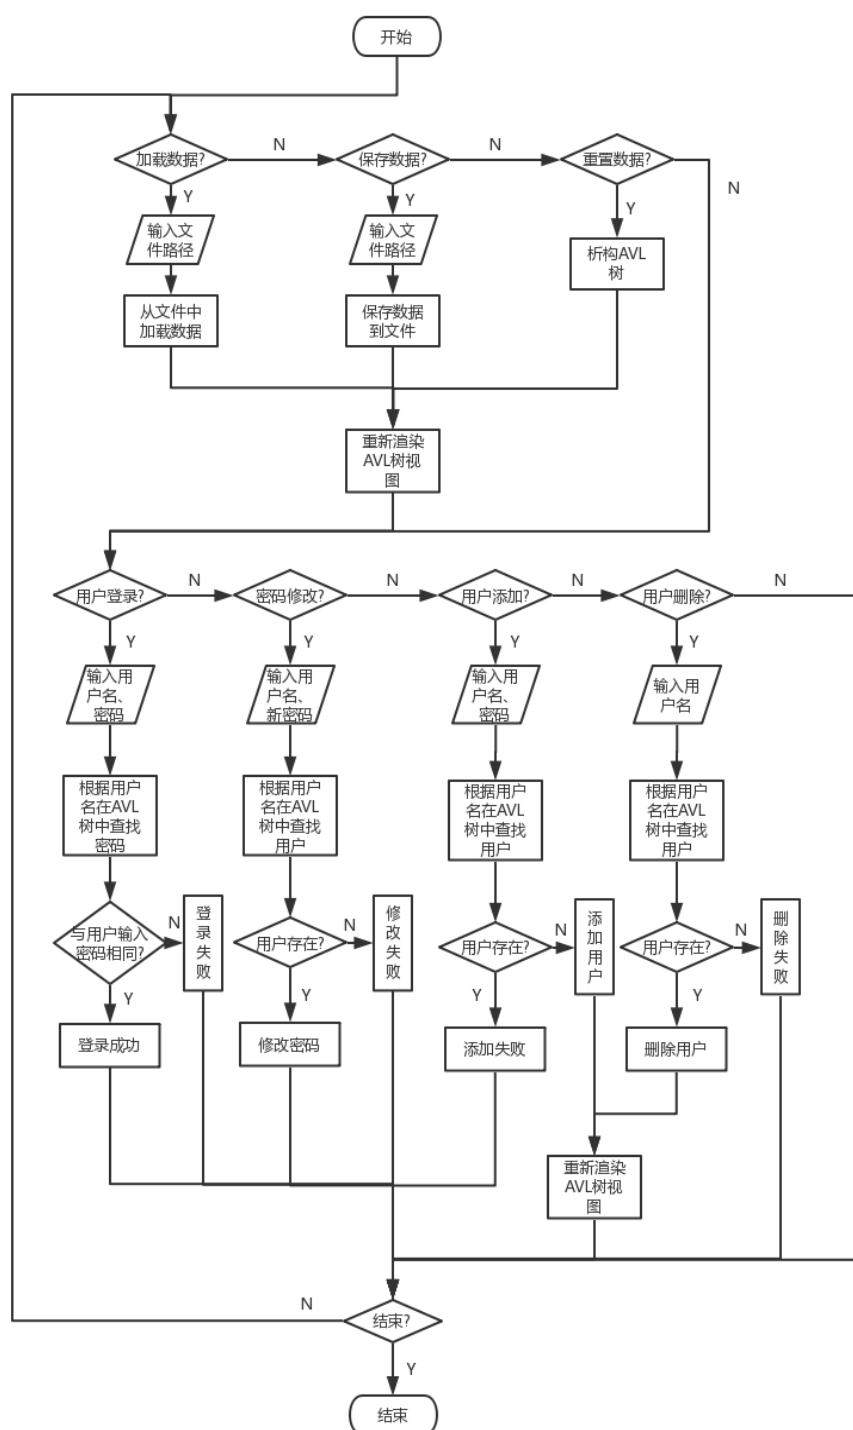 开始
加载数据?
N
保存数据?
N
重置数据?
N
Y
Y
Y
输入文
件路径
输入文
件路径
析构AVL
树
从文件中
加载数据
保存数据
到文件
重新渲染
AVL树视
图
用户登录?
N
密码修改?
N
用户添加?
N
用户删除?
N
Y
Y
Y
Y
输入用
户名、
密码
输入用
户名、
新密码
输入用
户名、
密码
输入用
户名
根据用户
名在AVL
树中查找
密码
根据用户
名在AVL
树中查找
用户
根据用户
名在AVL
树中查找
用户
根据用户
名在AVL
树中查找
用户
与用户输入
密码相同?
N
登
录
失
败
用户存在?
N
修
改
失
败
用户存在?
N
添
加
用
户
用户存在?
N
删
除
失
败
Y
Y
Y
Y
登录成功
修改密码
添加失败
删除用户
重新渲染
AVL树视
图
N
结束?
Y
结束